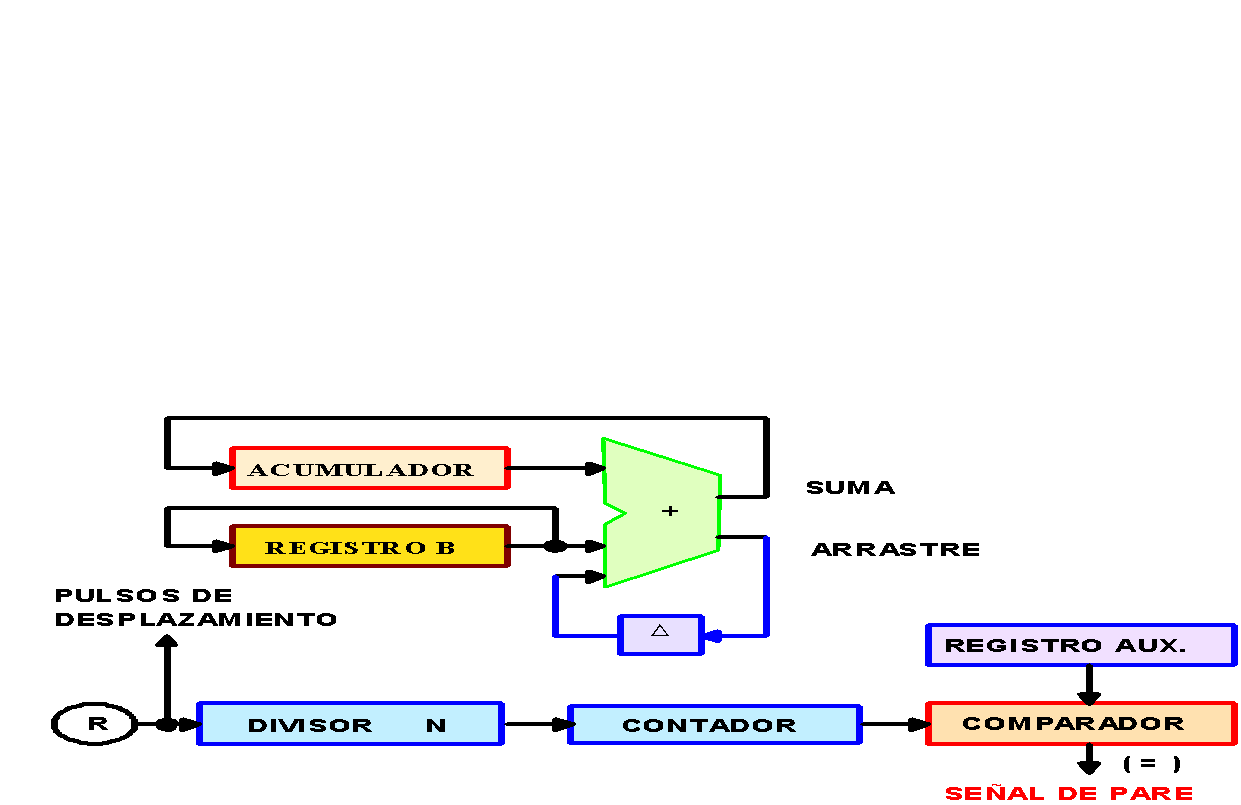 ACUMULADOR
SUMA
+
REGISTRO B
ARRASTRE
PULSOS DE
DESPLAZAMIENTO
△
REGISTRO AUX.
R
DIVISOR N
CONTADOR
COMPARADOR
( = )
SEÑAL DE PARE